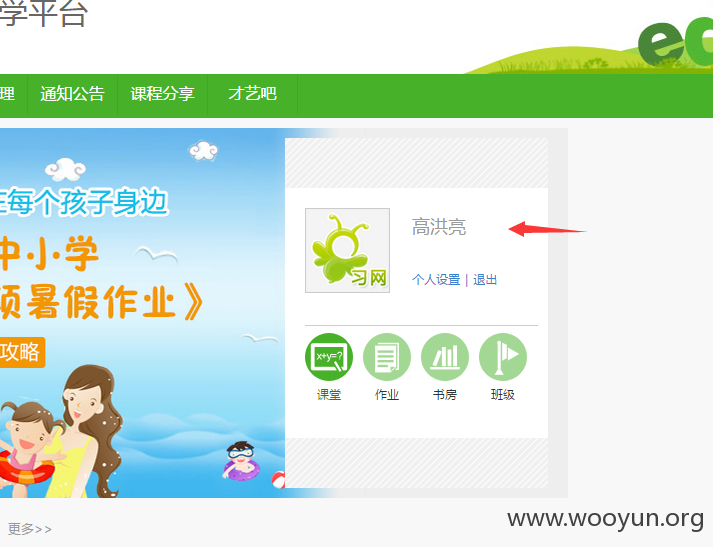 学平台
ec
理 通知公告 课程分享 才艺吧
在每个孩子身边
中小学
暑假作业》
攻略
高洪亮
个人设置 | 退出
习网
x+y=?
课堂 作业 书房 班级
更多>>
www.wooyun.org